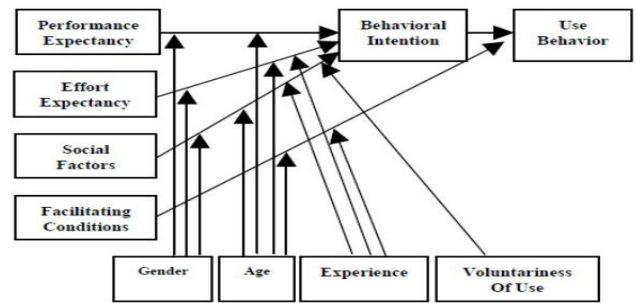 Performance
Expectancy
Behavioral
Intention
Use
Behavior
Effort
Expectancy
Social
Factors
Facilitating
Conditions
Gender
Age
Experience
Voluntariness
Of Use